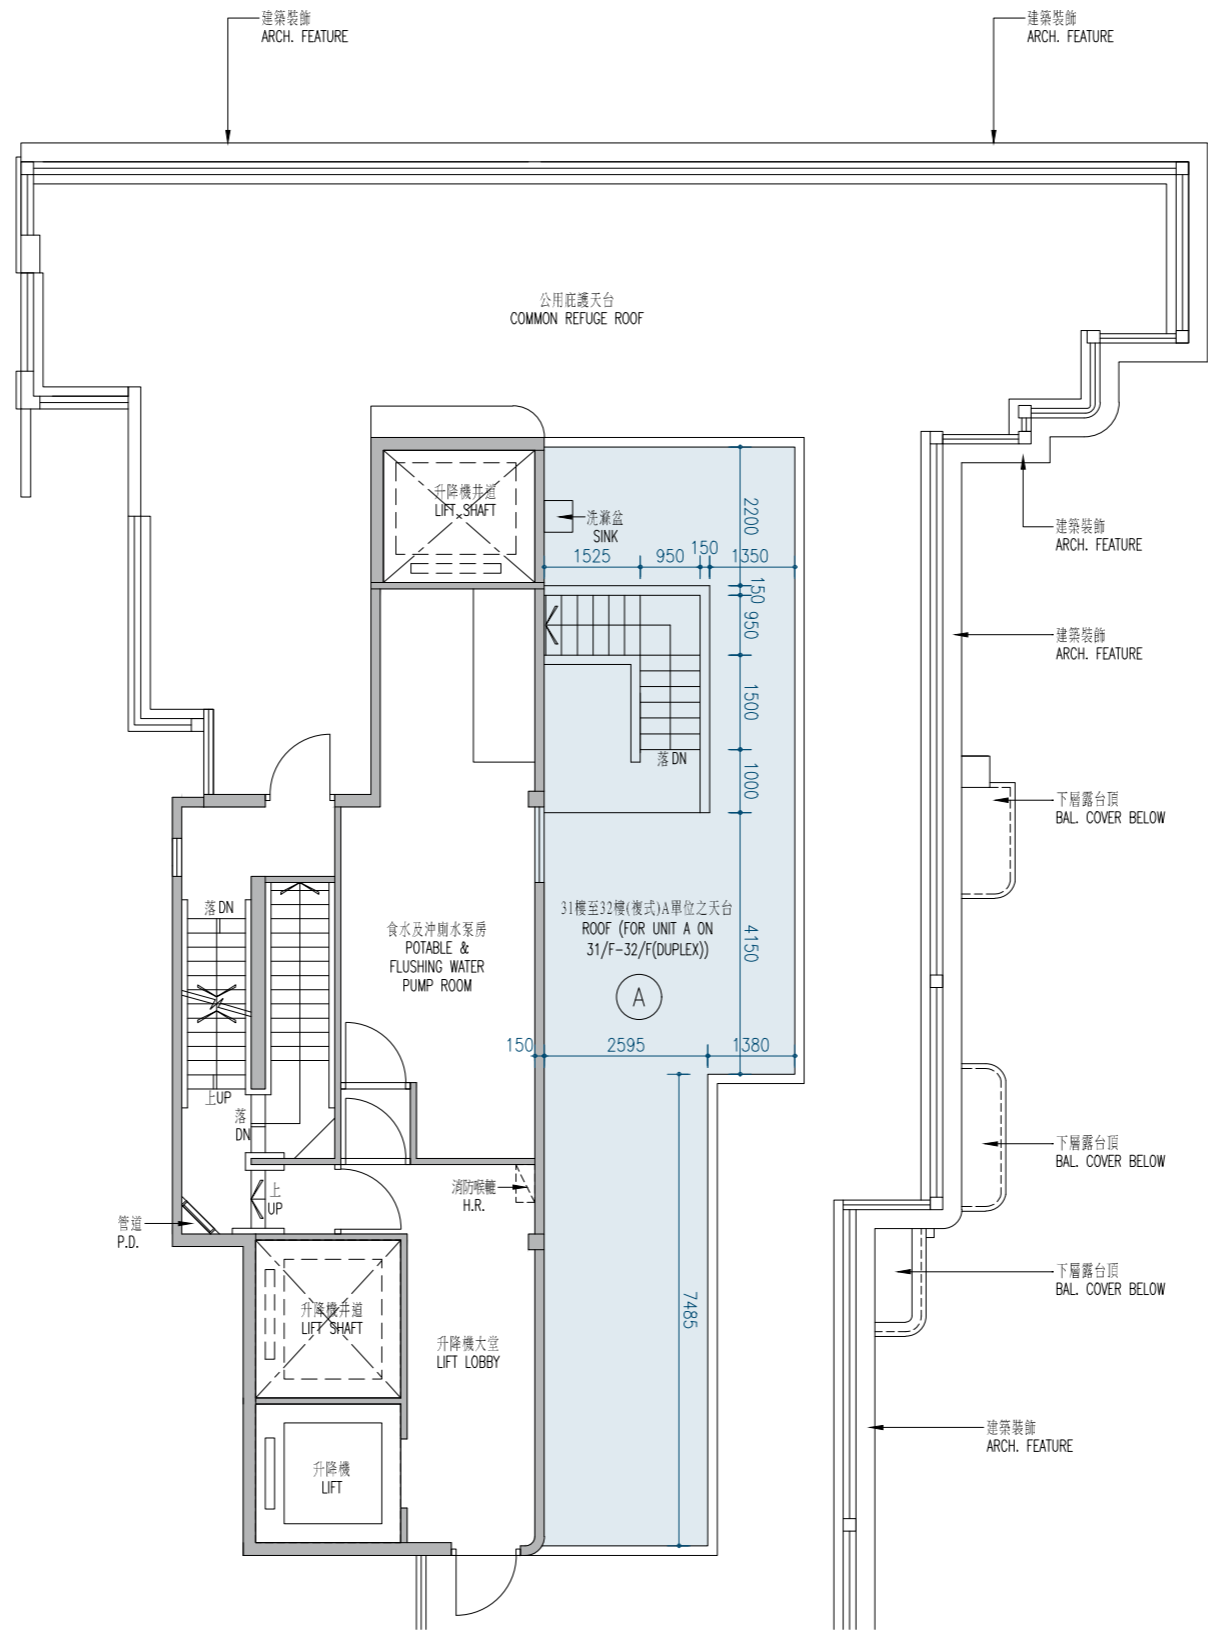 建築裝飾
ARCH. FEATURE
建築裝飾
ARCH. FEATURE
公用庇護天台
COMMON REFUGE ROOF
升降機井道
LIFT SHAFT
洗滌盆
SINK
2200
1525
950
150
1350
150
950
1500
1000
落DN
建築裝飾
ARCH. FEATURE
建築裝飾
ARCH. FEATURE
下層露台頂
BAL. COVER BELOW
落DN
食水及沖廁水泵房
POTABLE &
FLUSHING WATER
PUMP ROOM
31樓至32樓(複式)A單位之天台
ROOF (FOR UNIT A ON
31/F-32/F(DUPLEX))
A
4150
150
2595
1380
上UP
落
DN
下層露台頂
BAL. COVER BELOW
上
UP
消防喉轆
H.R.
管道
P.D.
下層露台頂
BAL. COVER BELOW
升降機井道
LIFT SHAFT
升降機大堂
LIFT LOBBY
7485
建築裝飾
ARCH. FEATURE
升降機
LIFT